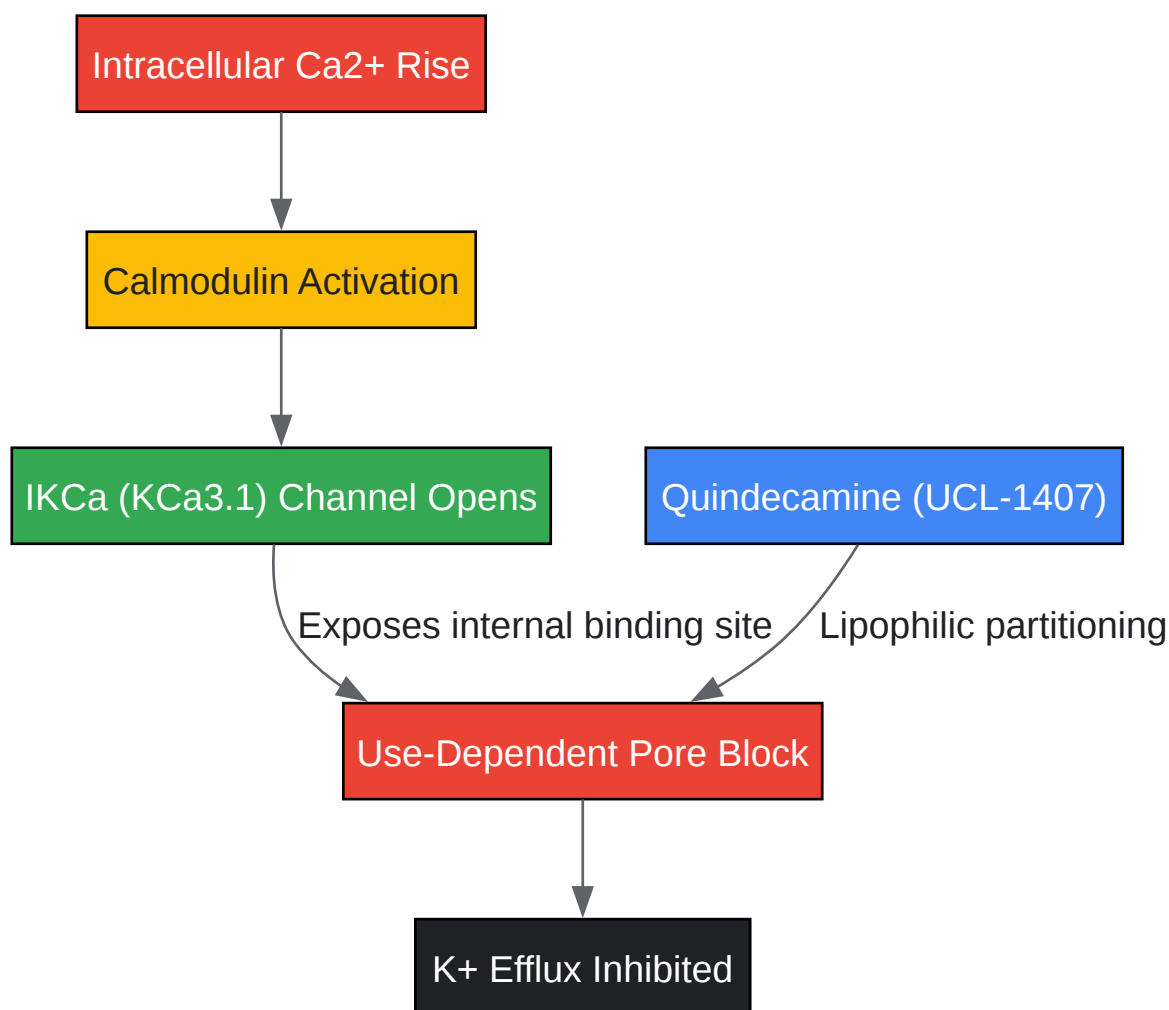 Intracellular Ca2+ Rise
Calmodulin Activation
IKCa (KCa3.1) Channel Opens
Quindecamine (UCL-1407)
Exposes internal binding site
Lipophilic partitioning
Use-Dependent Pore Block
K+ Efflux Inhibited